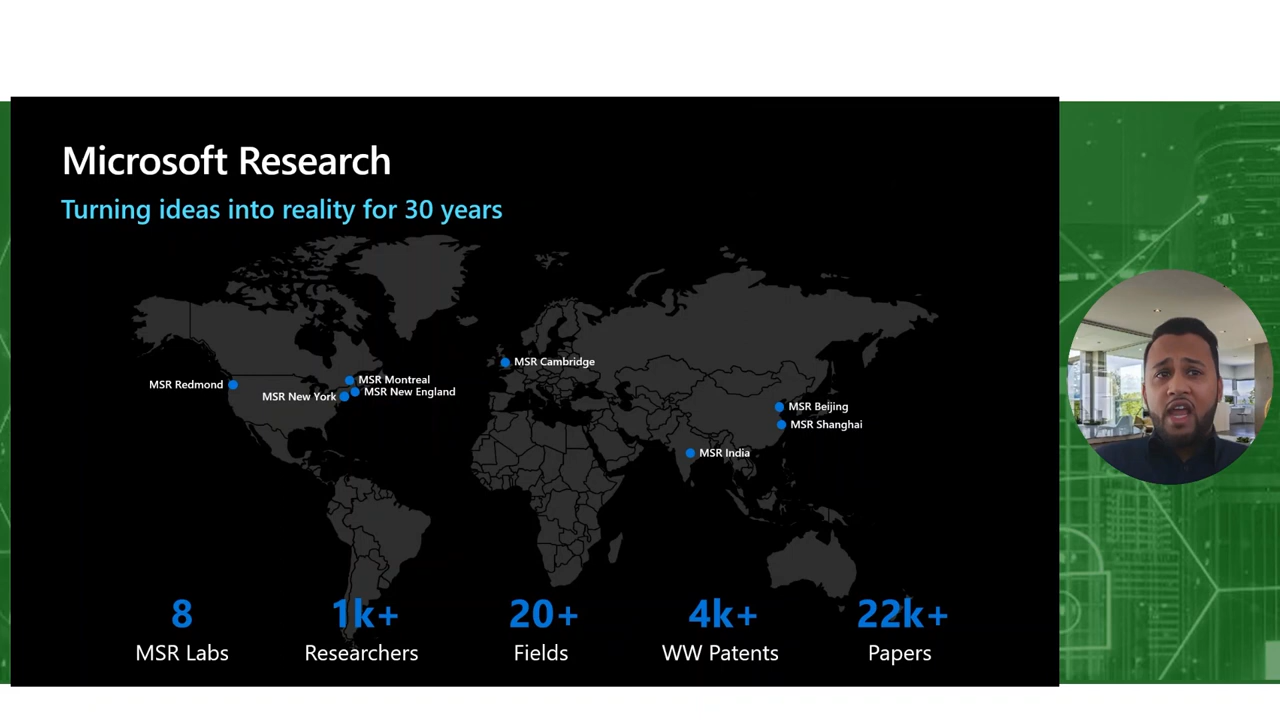 Microsoft Research
Turning ideas into reality for 30 years
MSR Cambridge
MSR Redmond
MSR Montreal
MSR New England
MSR New York
MSR Beijing
MSR Shanghai
MSR India
8
MSR Labs
1k+
Researchers
20+
Fields
4k+
WW Patents
22k+
Papers